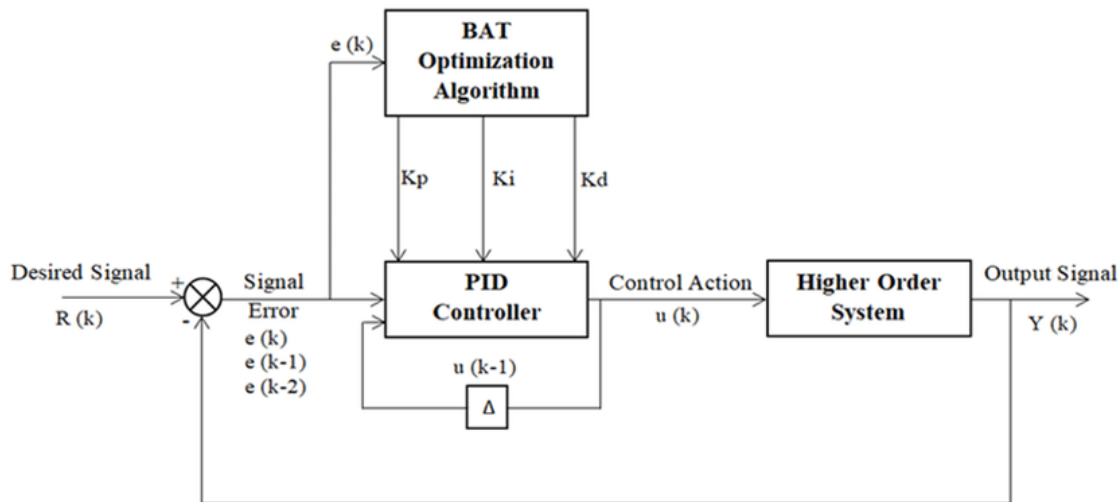 BAT
Optimization
Algorithm
e (k)
Kp
Ki
Kd
Desired Signal
R (k)
+
-
Signal
Error
e (k)
e (k-1)
e (k-2)
PID
Controller
Control Action
u (k)
Higher Order
System
Output Signal
Y (k)
u (k-1)
Δ